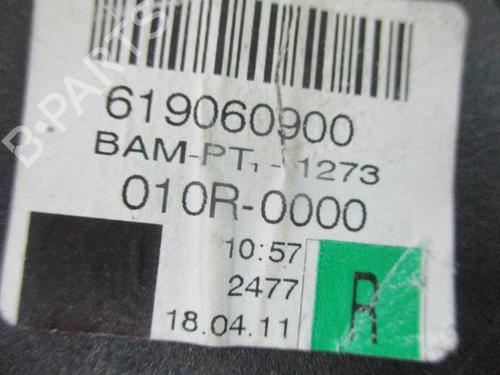 B-PARTS
619060900
BAM-PT, - 1273
010R-0000
10:57
2477
18.04.11
R